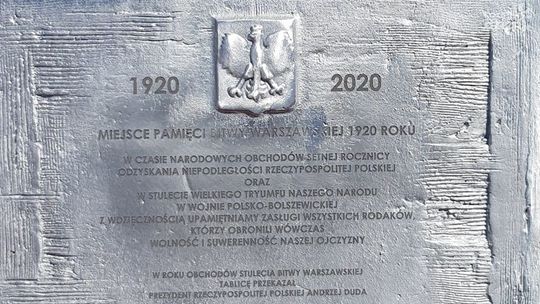 1920 2020
MIEJSCE PAMIĘCI BITWY WARSZAWSKIEJ 1920 ROKU
W CZASIE NARODOWYCH OBCHODÓW SETNEJ ROCZNICY
ODZYSKANIA NIEPODLEGŁOŚCI RZECZYPOSPOLITEJ POLSKIEJ
ORAZ
W STULECIE WIELKIEGO TRYUMFU NASZEGO NARODU
W WOJNIE POLSKO-BOLSZEWICKIEJ
Z WDZIĘCZNOŚCIĄ UPAMIĘTNIAMY ZASŁUGI WSZYSTKICH RODAKÓW,
KTÓRZY OBRONILI WÓWCZAS
WOLNOŚĆ I SUWERENNOŚĆ NASZEJ OJCZYZNY
W ROKU OBCHODÓW STULECIA BITWY WARSZAWSKIEJ
TABLICĘ PRZEKAZAŁ
PREZYDENT RZECZYPOSPOLITEJ POLSKIEJ ANDRZEJ DUDA